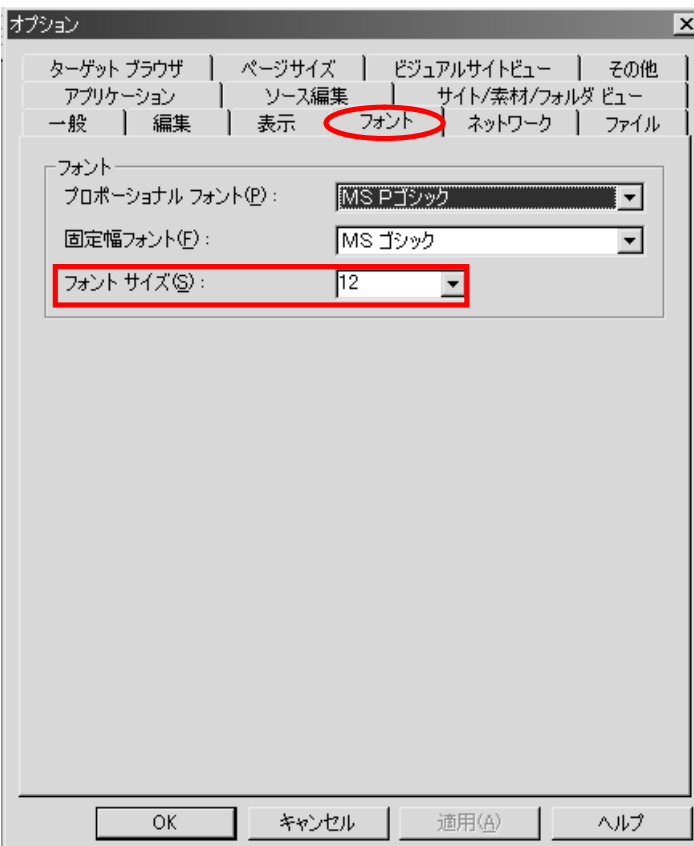 オプション
ターゲット ブラウザ ページサイズ ビジュアルサイトビュー その他
アプリケーション ソース編集 サイト/素材/フォルダ ビュー
一般 編集 表示 フォント ネットワーク ファイル
フォント
プロポーショナル フォント(P): MS Pゴシック
固定幅フォント(F): MS ゴシック
フォント サイズ(S): 12
OK キャンセル 適用(A) ヘルプ